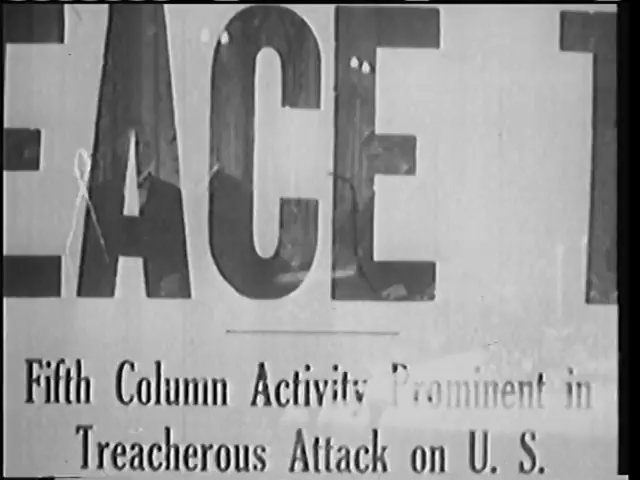 EACE T
Fifth Column Activity Prominent in
Treacherous Attack on U. S.